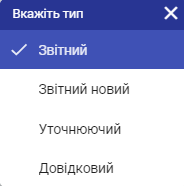 Вкажіть тип
Звітний
Звітний новий
Уточнюючий
Довідковий